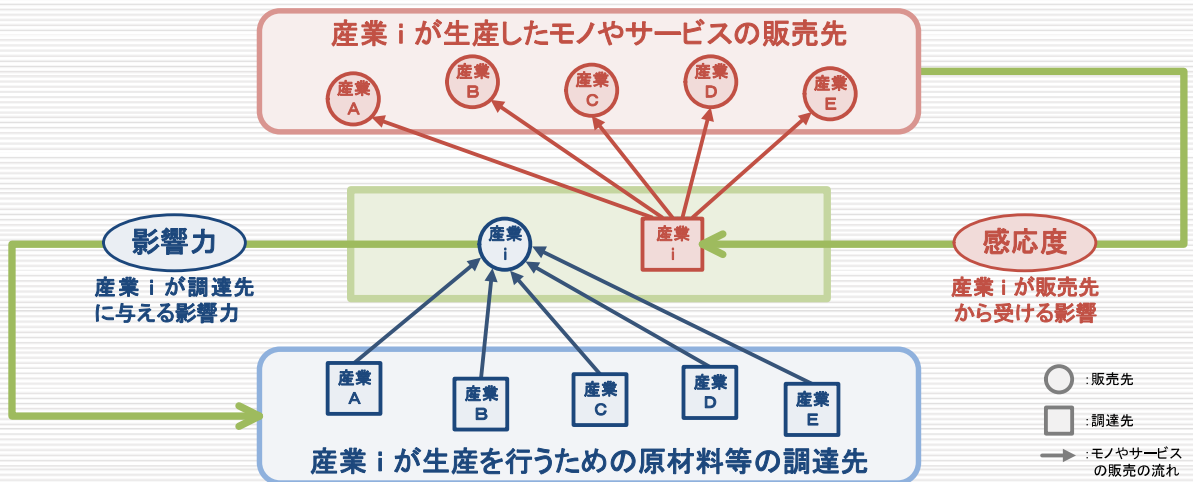 産業ｉが生産したモノやサービスの販売先
産業
A
産業
B
産業
C
産業
D
産業
E
影響力
産業ｉが調達先
に与える影響力
産業
i
産業
i
感応度
産業ｉが販売先
から受ける影響
産業
A
産業
B
産業
C
産業
D
産業
E
産業ｉが生産を行うための原材料等の調達先
：販売先
：調達先
：モノやサービス
の販売の流れ